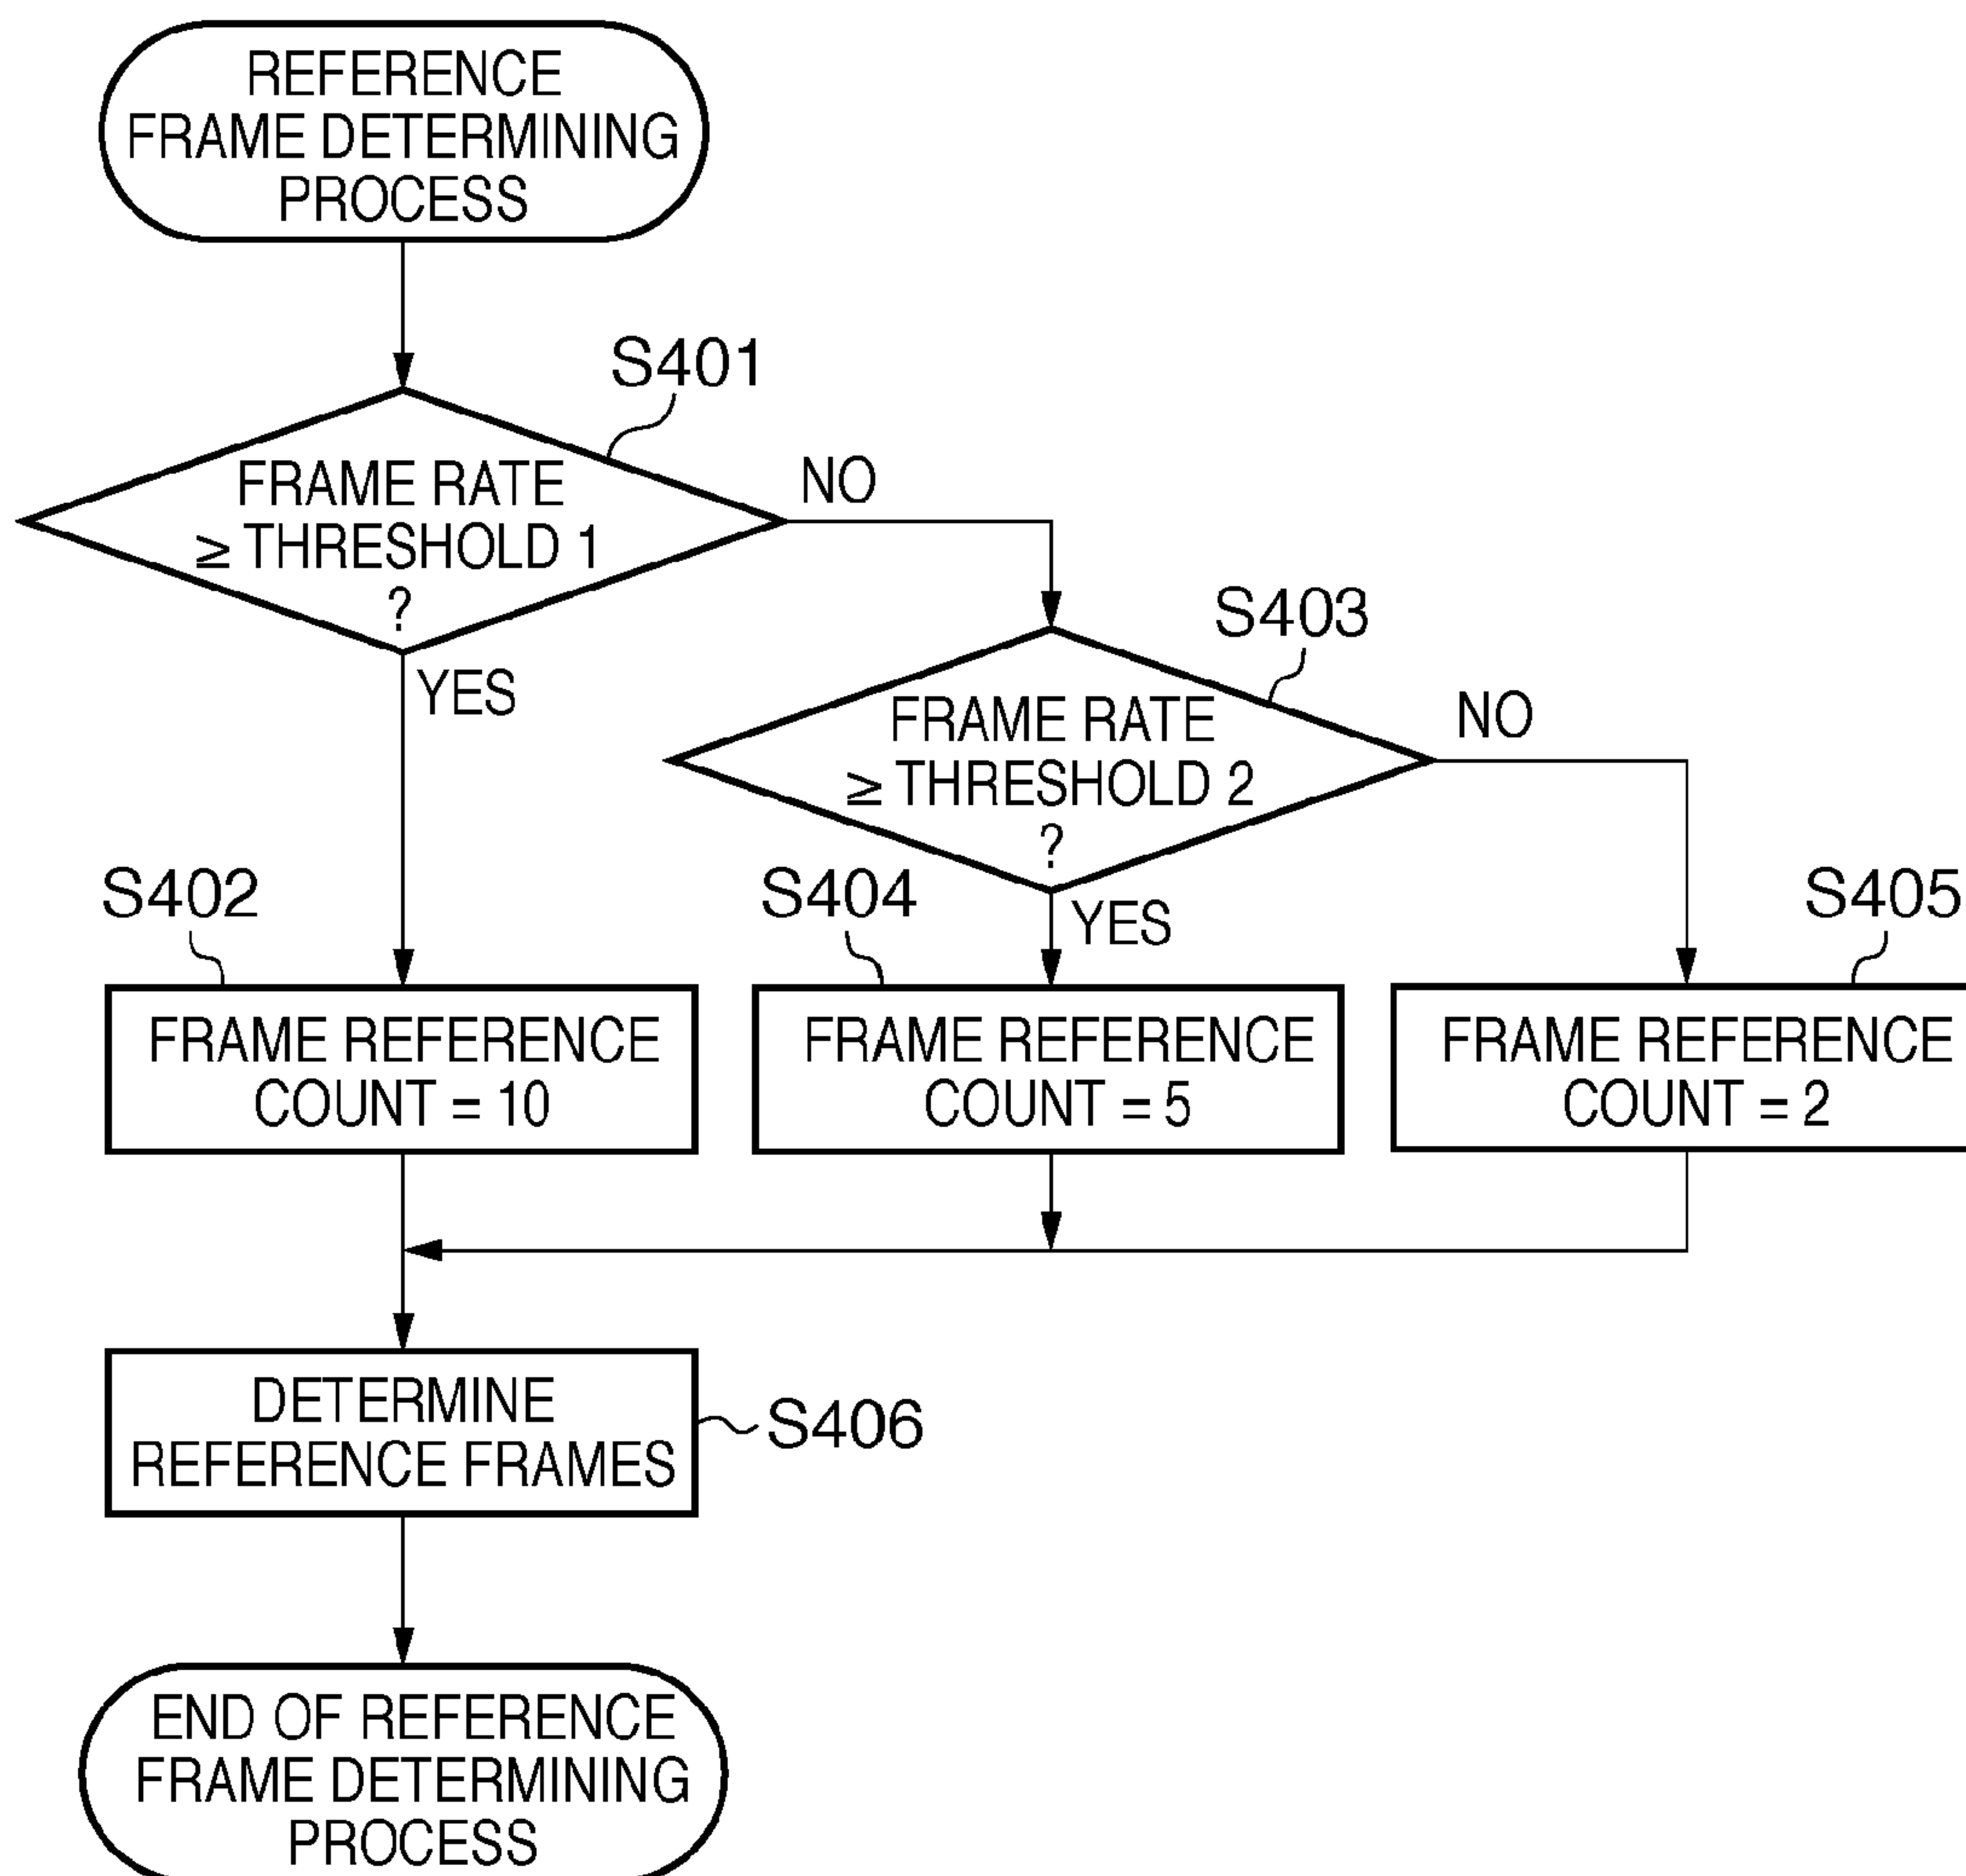 REFERENCE
FRAME DETERMINING
PROCESS
S401
FRAME RATE
≥ THRESHOLD 1
?
NO
YES
S403
FRAME RATE
≥ THRESHOLD 2
?
NO
YES
S402
FRAME REFERENCE
COUNT = 10
S404
FRAME REFERENCE
COUNT = 5
S405
FRAME REFERENCE
COUNT = 2
DETERMINE
REFERENCE FRAMES
S406
END OF REFERENCE
FRAME DETERMINING
PROCESS